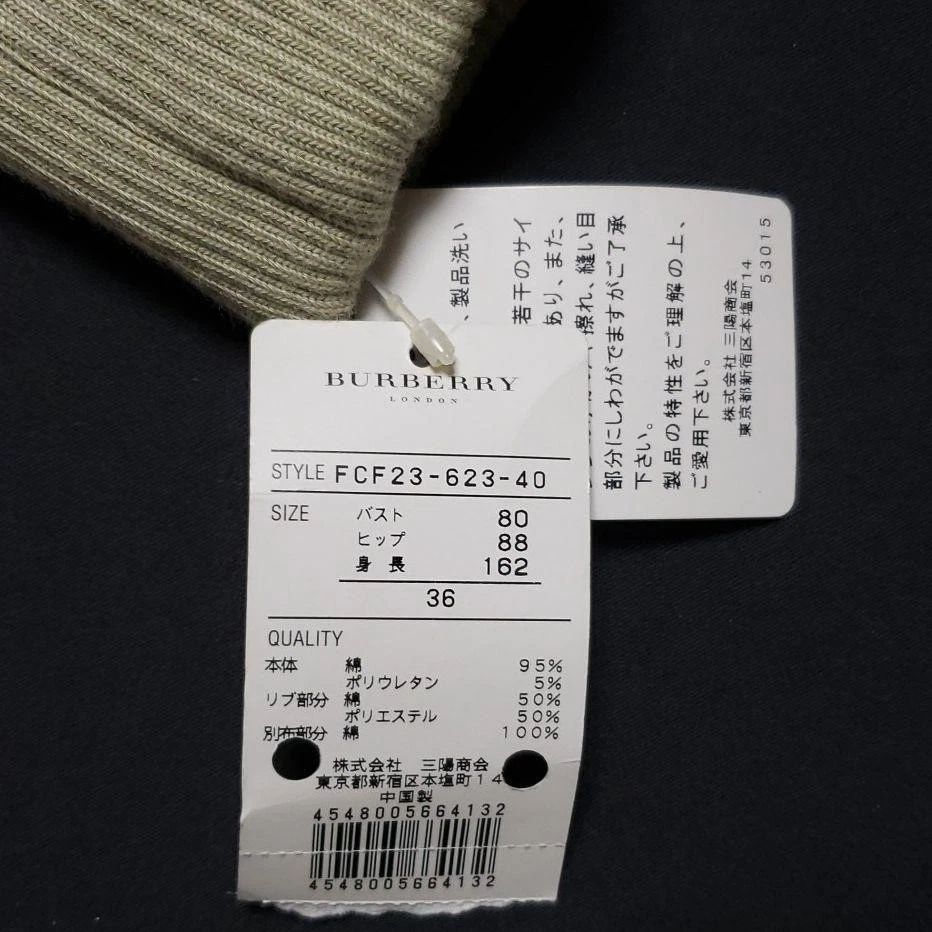 BURBERRY
LONDON
STYLE FCF23-623-40
SIZE バスト 80
ヒップ 88
身長 162
36
QUALITY
本体 綿 95%
ポリウレタン 5%
リブ部分 綿 50%
ポリエステル 50%
別布部分 綿 100%
株式会社 三陽商会
東京都新宿区本塩町14
中国製
4548005664132
4548005664132
、製品洗い
若干のサイ
あり、また、
擦れ、縫い目
部分にしわがでますがご了承
下さい。
製品の特性をご理解の上、
ご愛用下さい。
株式会社 三陽商会
東京都新宿区本塩町14
53015